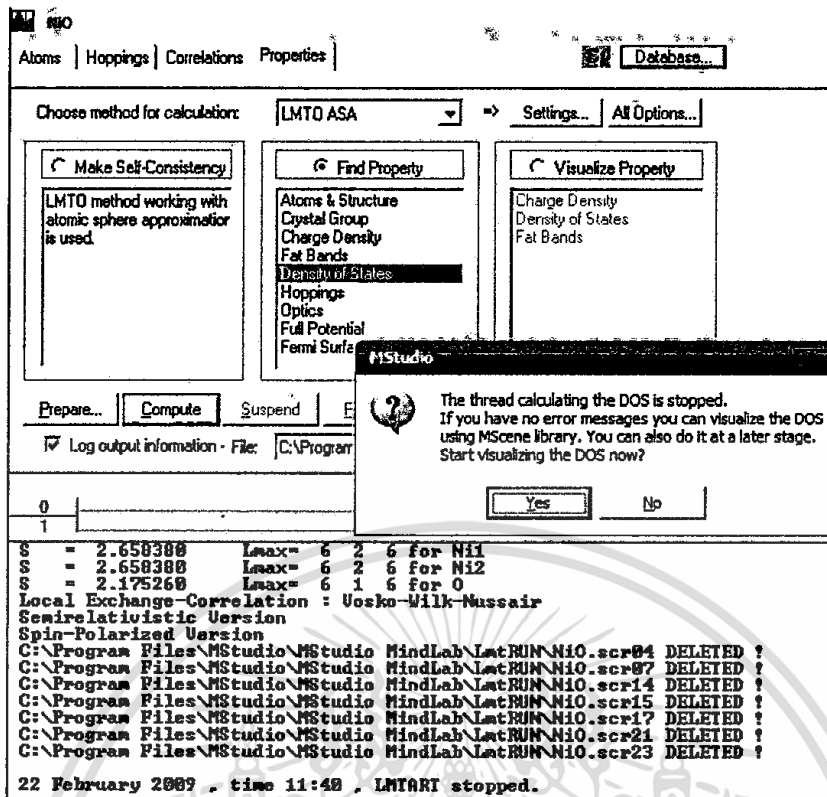 NiO
Atoms Hoppings Correlations Properties Database...
Choose method for calculation: LMTO ASA => Settings... All Options...
Make Self-Consistency Find Property Visualize Property
LMTO method working with
atomic sphere approximation
is used.
Atoms & Structure
Crystal Group
Charge Density
Fat Bands
Density of States
Hoppings
Optics
Full Potential
Fermi Surfa
Charge Density
Density of States
Fat Bands
MStudio
The thread calculating the DOS is stopped.
If you have no error messages you can visualize the DOS
using MScene library. You can also do it at a later stage.
Start visualizing the DOS now?
Yes No
Prepare... Compute Suspend F
Log output information - File: C:\Program
0
1
S = 2.658380 Lmax= 6 2 6 for Ni1
S = 2.658380 Lmax= 6 2 6 for Ni2
S = 2.175260 Lmax= 6 1 6 for O
Local Exchange-Correlation : Vosko-Wilk-Nussair
Semirelativistic Version
Spin-Polarized Version
C:\Program Files\MStudio\MStudio MindLab\LmtRUN\NiO.scr04 DELETED !
C:\Program Files\MStudio\MStudio MindLab\LmtRUN\NiO.scr07 DELETED !
C:\Program Files\MStudio\MStudio MindLab\LmtRUN\NiO.scr14 DELETED !
C:\Program Files\MStudio\MStudio MindLab\LmtRUN\NiO.scr15 DELETED !
C:\Program Files\MStudio\MStudio MindLab\LmtRUN\NiO.scr17 DELETED !
C:\Program Files\MStudio\MStudio MindLab\LmtRUN\NiO.scr21 DELETED !
C:\Program Files\MStudio\MStudio MindLab\LmtRUN\NiO.scr23 DELETED !
22 February 2009 , time 11:40 , LMTART stopped.